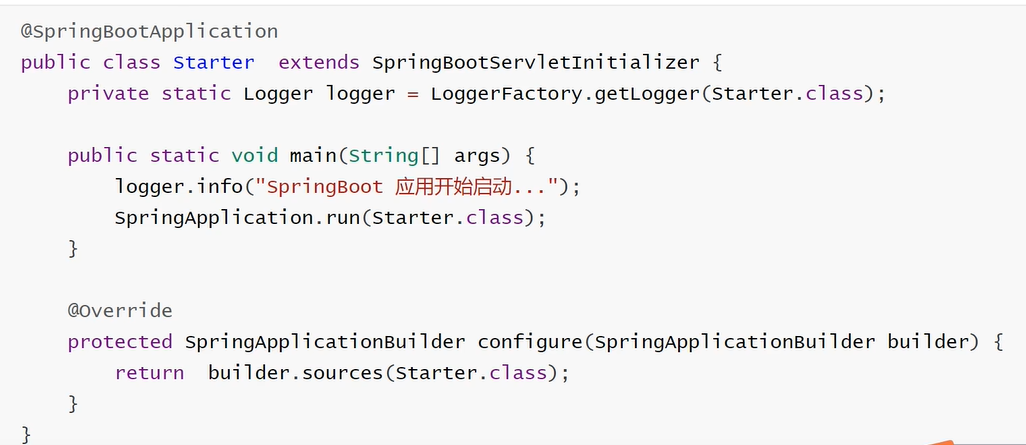 @SpringBootApplication
public class Starter  extends SpringBootServletInitializer {
    private static Logger logger = LoggerFactory.getLogger(Starter.class);

    public static void main(String[] args) {
        logger.info("SpringBoot 应用开始启动...");
        SpringApplication.run(Starter.class);
    }

    @Override
    protected SpringApplicationBuilder configure(SpringApplicationBuilder builder) {
        return  builder.sources(Starter.class);
    }
}